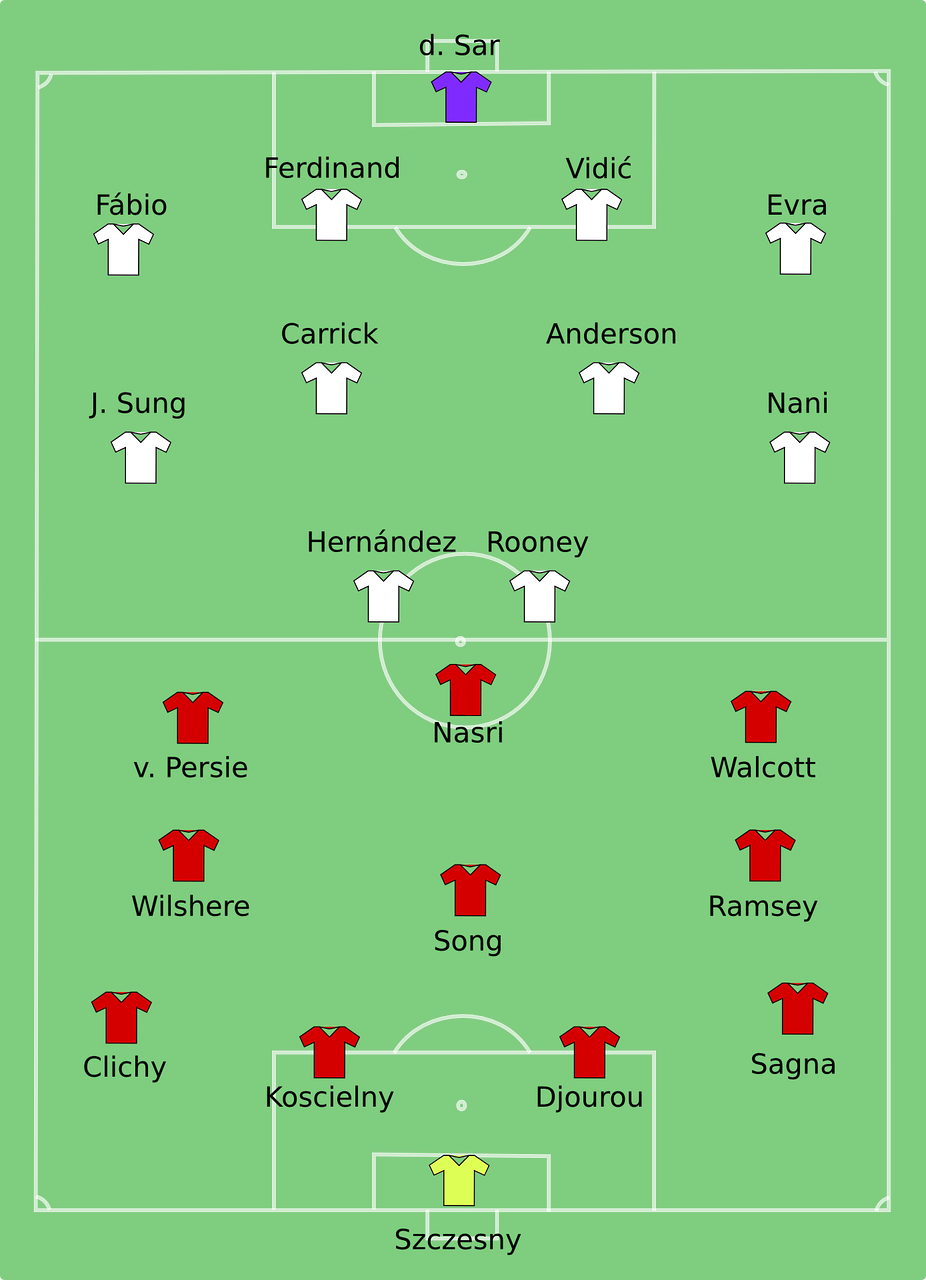 d. Sar
Ferdinand
Vidić
Fábio
Evra
Carrick
Anderson
J. Sung
Nani
Hernández
Rooney
Nasri
v. Persie
Walcott
Wilshere
Ramsey
Song
Clichy
Sagna
Koscielny
Djourou
Szczesny